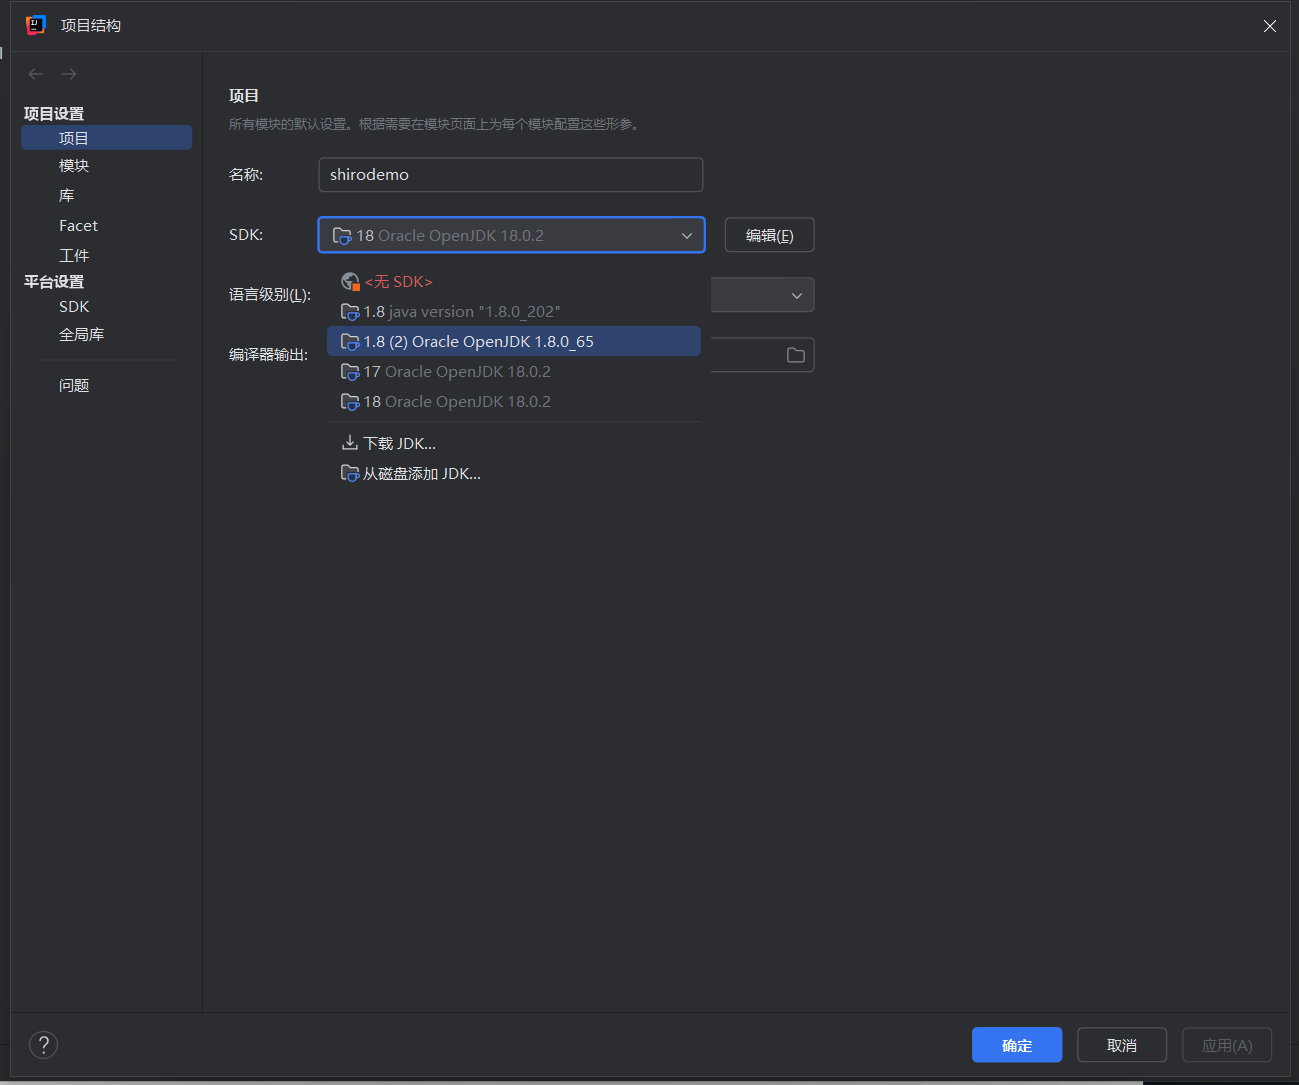 项目结构
项目设置
项目
模块
库
Facet
工件
平台设置
SDK
全局库
问题
项目
所有模块的默认设置。根据需要在模块页面上为每个模块配置这些形参。
名称: shirodemo
SDK: 18 Oracle OpenJDK 18.0.2 编辑(E)
<无 SDK>
语言级别(L):
1.8 java version "1.8.0_202"
1.8 (2) Oracle OpenJDK 1.8.0_65
编译器输出:
17 Oracle OpenJDK 18.0.2
18 Oracle OpenJDK 18.0.2
下载 JDK...
从磁盘添加 JDK...
? 确定 取消 应用(A)